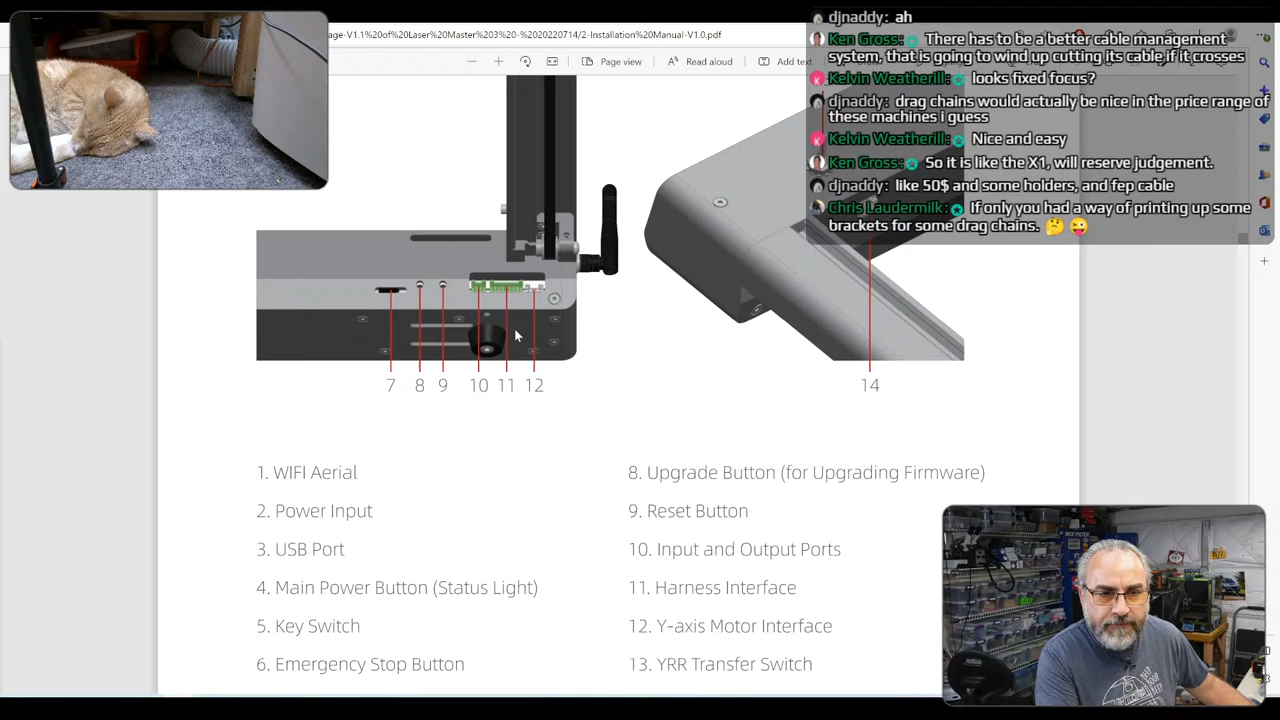 age-V1.1%20of%20Laser%20Master%203%20-%2020220714/2-Installation%20Manual-V1.0.pdf
Page view
Read aloud
Add text
djnaddy: ah
Ken Gross: There has to be a better cable management
system, that is going to wind up cutting its cable if it crosses
Kelvin Weatherill: looks fixed focus?
djnaddy: drag chains would actually be nice in the price range of
these machines i guess
Kelvin Weatherill: Nice and easy
Ken Gross: So it is like the X1, will reserve judgement.
djnaddy: like 50$ and some holders, and fep cable
Chris Laudermilk: If only you had a way of printing up some
brackets for some drag chains. 🤔 😜
7 8 9 10 11 12
14
1. WIFI Aerial
2. Power Input
3. USB Port
4. Main Power Button (Status Light)
5. Key Switch
6. Emergency Stop Button
8. Upgrade Button (for Upgrading Firmware)
9. Reset Button
10. Input and Output Ports
11. Harness Interface
12. Y-axis Motor Interface
13. YRR Transfer Switch